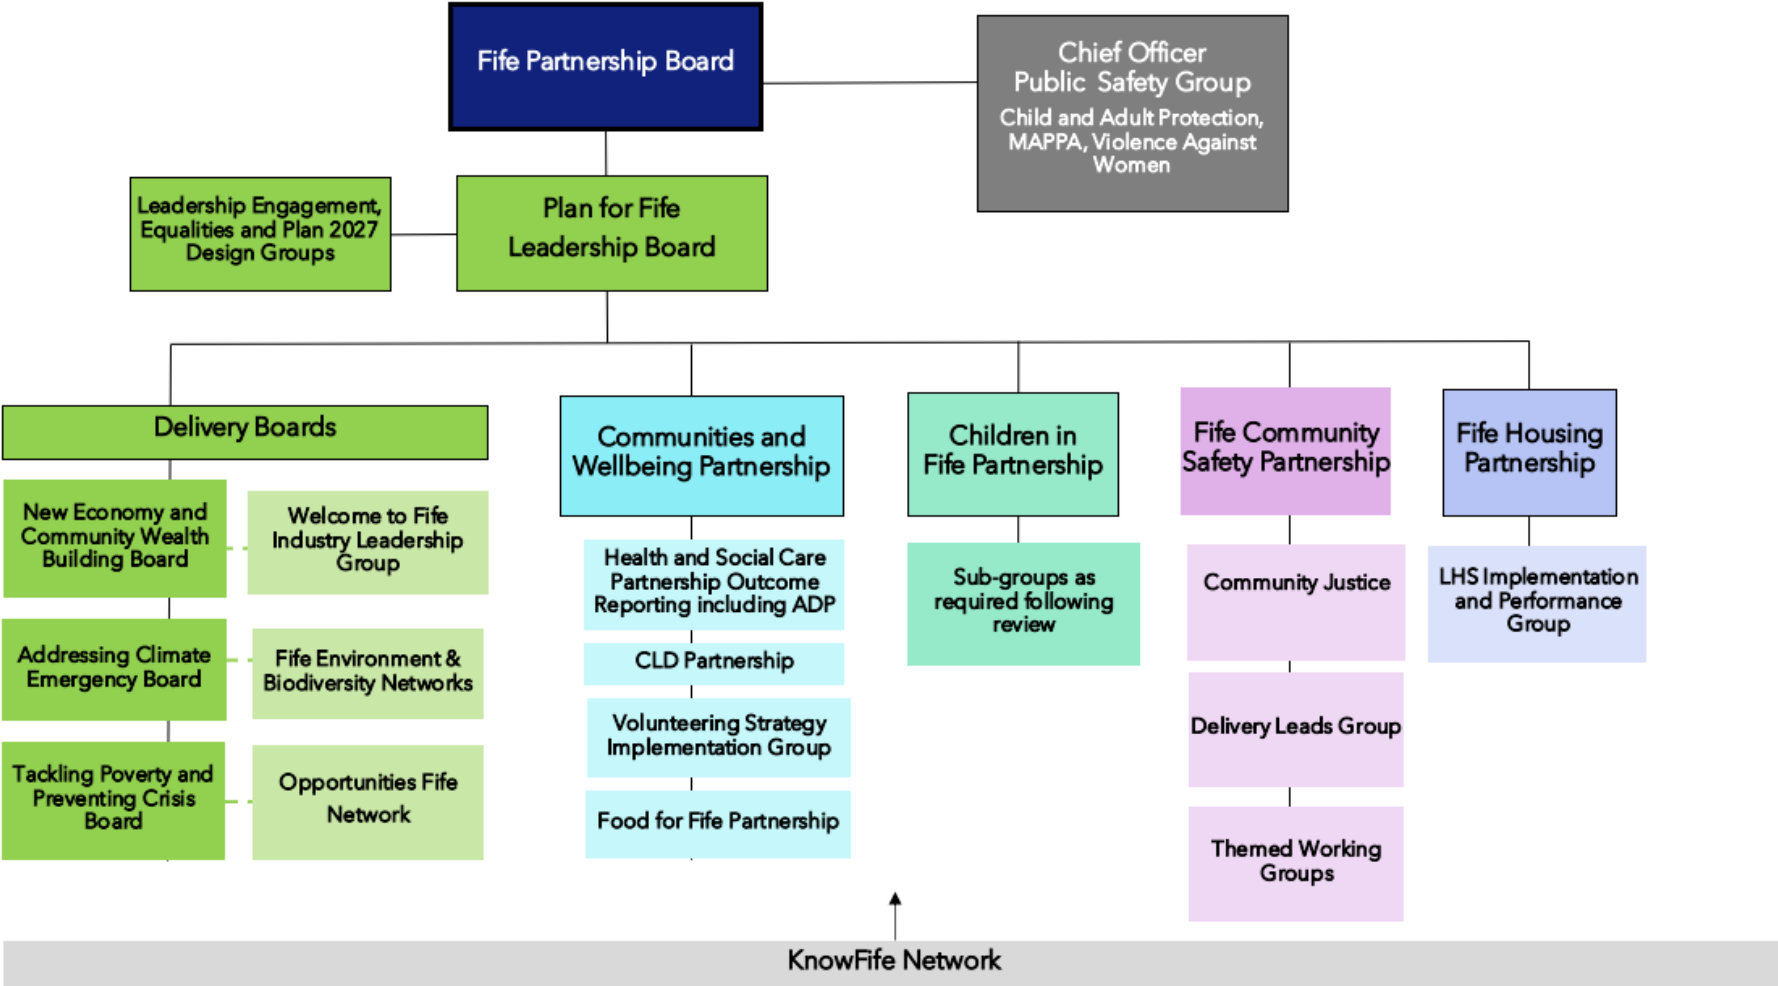 Fife Partnership Board
Chief Officer
Public Safety Group
Child and Adult Protection,
MAPPA, Violence Against
Women
Leadership Engagement,
Equalities and Plan 2027
Design Groups
Plan for Fife
Leadership Board
Delivery Boards
New Economy and
Community Wealth
Building Board
Welcome to Fife
Industry Leadership
Group
Addressing Climate
Emergency Board
Fife Environment &
Biodiversity Networks
Tackling Poverty and
Preventing Crisis
Board
Opportunities Fife
Network
Communities and
Wellbeing Partnership
Health and Social Care
Partnership Outcome
Reporting including ADP
CLD Partnership
Volunteering Strategy
Implementation Group
Food for Fife Partnership
Children in
Fife Partnership
Sub-groups as
required following
review
Fife Community
Safety Partnership
Community Justice
Delivery Leads Group
Themed Working
Groups
Fife Housing
Partnership
LHS Implementation
and Performance
Group
KnowFife Network